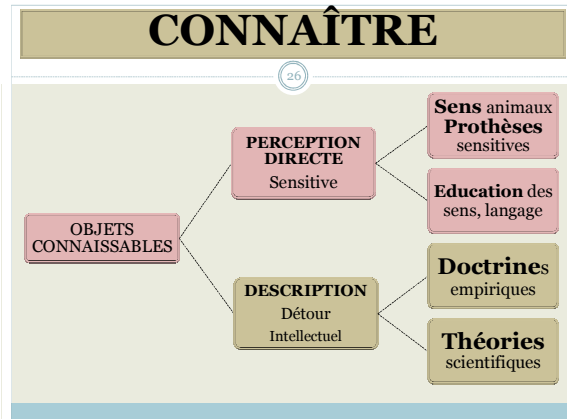 CONNAÎTRE
26
OBJETS
CONNAISSABLES
PERCEPTION
DIRECTE
Sensitive
Sens animaux
Prothèses
sensitives
Education des
sens, langage
DESCRIPTION
Détour
Intellectuel
Doctrines
empiriques
Théories
scientifiques